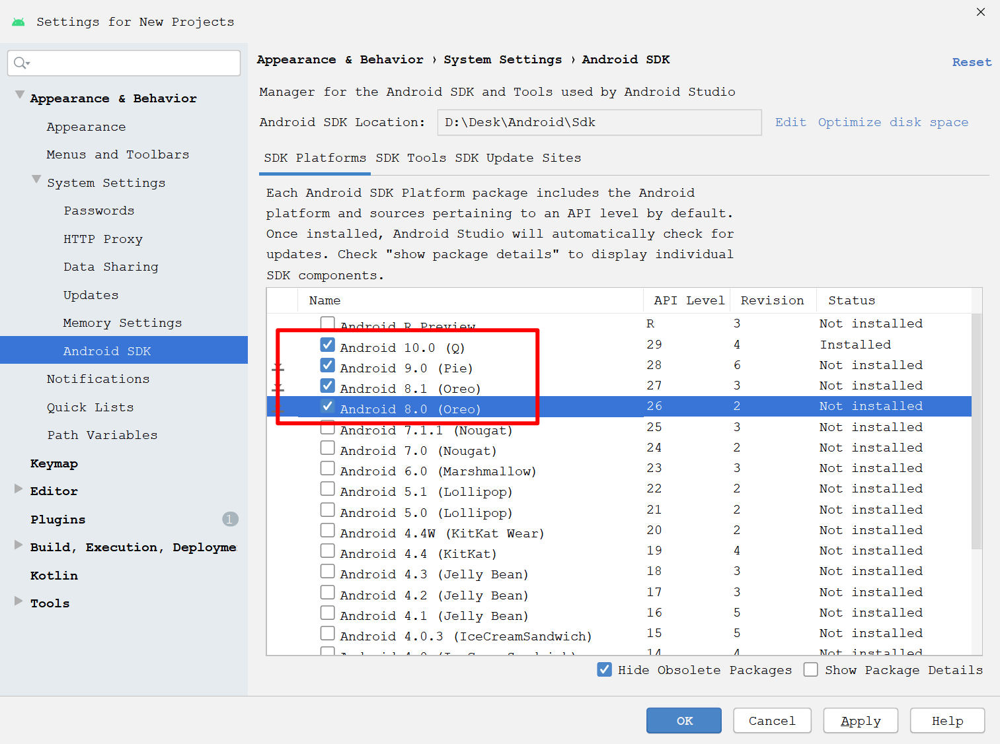 Settings for New Projects
Appearance & Behavior
Appearance
Menus and Toolbars
System Settings
Passwords
HTTP Proxy
Data Sharing
Updates
Memory Settings
Android SDK
Notifications
Quick Lists
Path Variables
Keymap
Editor
Plugins 1
Build, Execution, Deployme
Kotlin
Tools
Appearance & Behavior › System Settings › Android SDK
Reset
Manager for the Android SDK and Tools used by Android Studio
Android SDK Location: D:\Desk\Android\Sdk Edit Optimize disk space
SDK Platforms SDK Tools SDK Update Sites
Each Android SDK Platform package includes the Android
platform and sources pertaining to an API level by default.
Once installed, Android Studio will automatically check for
updates. Check "show package details" to display individual
SDK components.
Name API Level Revision Status
Android R Preview R 3 Not installed
Android 10.0 (Q) 29 4 Installed
Android 9.0 (Pie) 28 6 Not installed
Android 8.1 (Oreo) 27 3 Not installed
Android 8.0 (Oreo) 26 2 Not installed
Android 7.1.1 (Nougat) 25 3 Not installed
Android 7.0 (Nougat) 24 2 Not installed
Android 6.0 (Marshmallow) 23 3 Not installed
Android 5.1 (Lollipop) 22 2 Not installed
Android 5.0 (Lollipop) 21 2 Not installed
Android 4.4W (KitKat Wear) 20 2 Not installed
Android 4.4 (KitKat) 19 4 Not installed
Android 4.3 (Jelly Bean) 18 3 Not installed
Android 4.2 (Jelly Bean) 17 3 Not installed
Android 4.1 (Jelly Bean) 16 5 Not installed
Android 4.0.3 (IceCreamSandwich) 15 5 Not installed
Android 4.0 (IceCreamSandwich) 14 4 Not installed
Hide Obsolete Packages Show Package Details
OK Cancel Apply Help